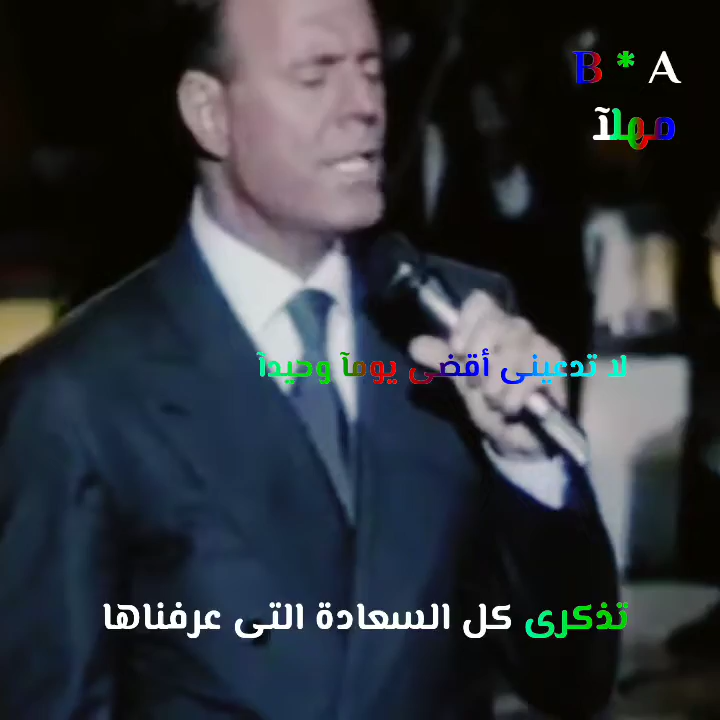 B * A
مهلآ
لا تدعينى أقضى يومآ وحيدآ
تذكرى كل السعادة التى عرفناها